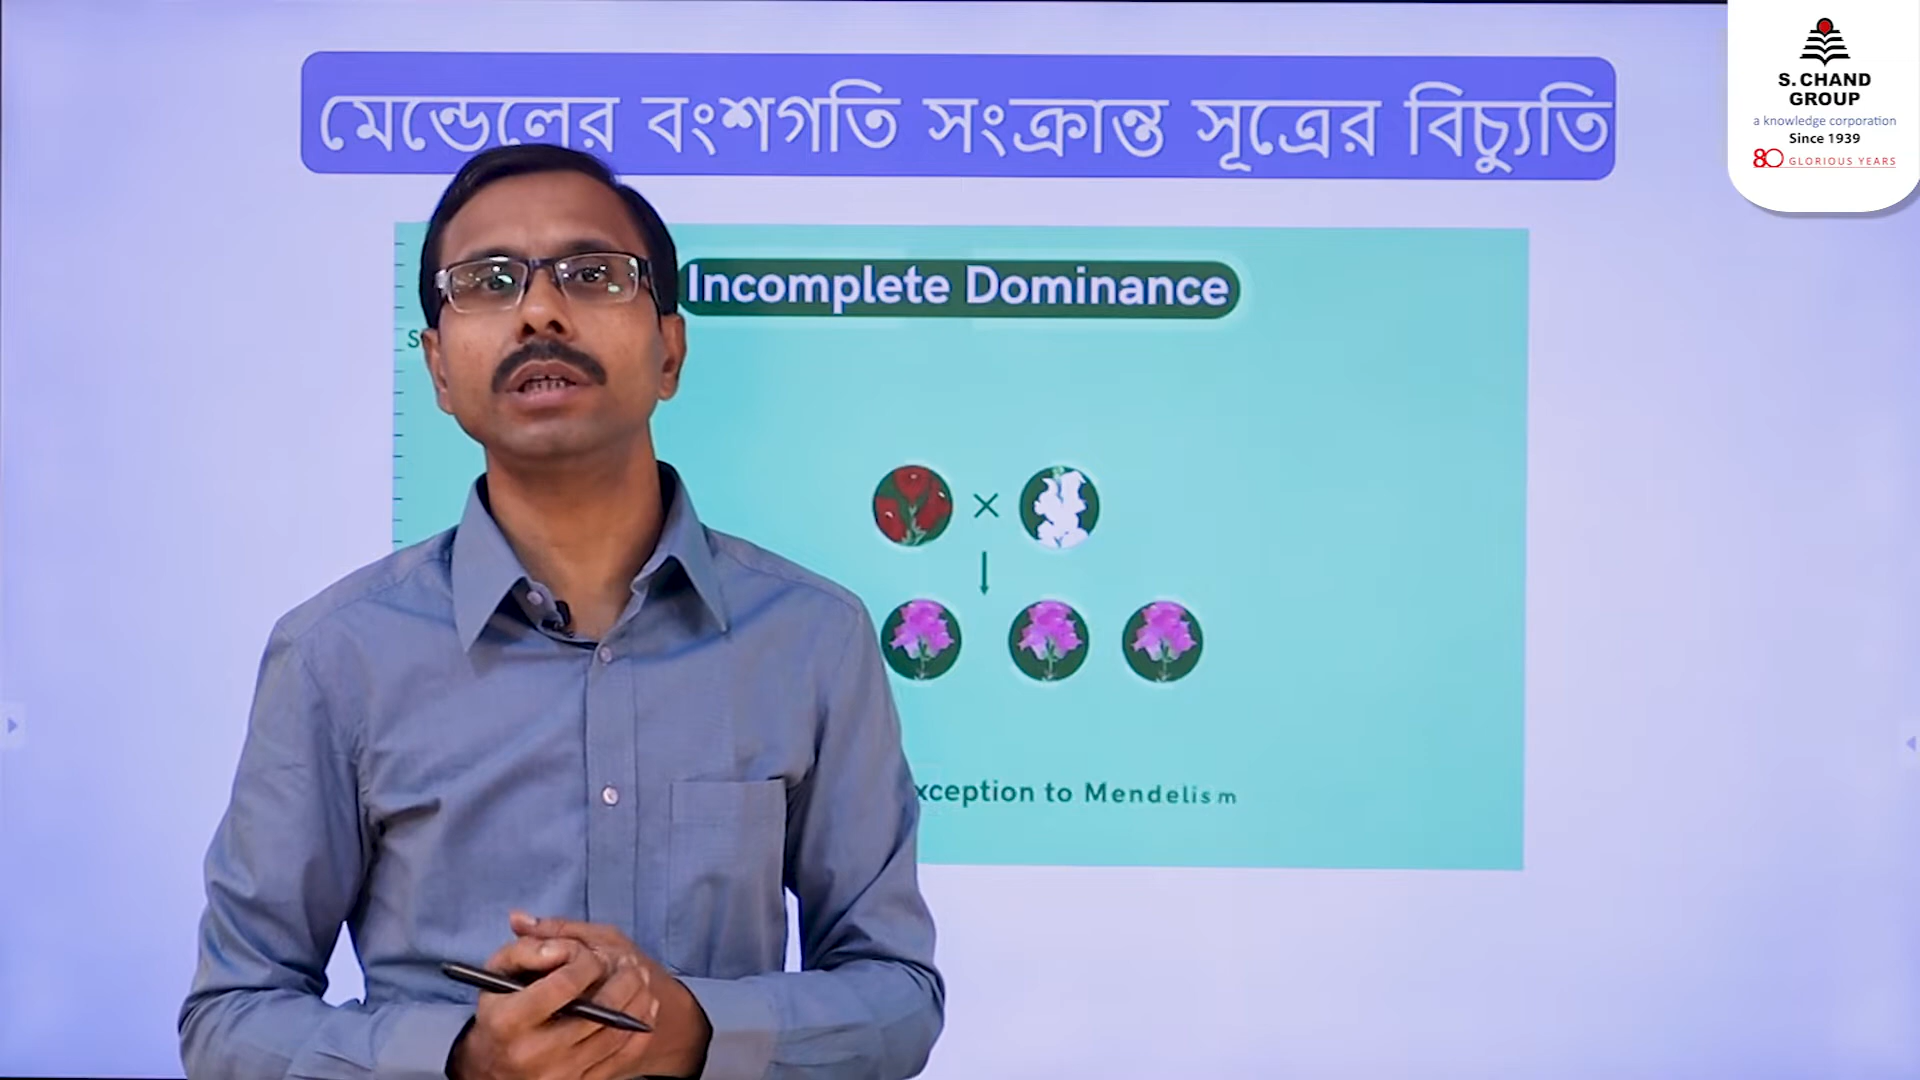 মেন্ডেলের বংশগতি সংক্রান্ত সূত্রের বিচ্যুতি
S. CHAND
GROUP
a knowledge corporation
Since 1939
80 GLORIOUS YEARS
Incomplete Dominance
×
xception to Mendelism